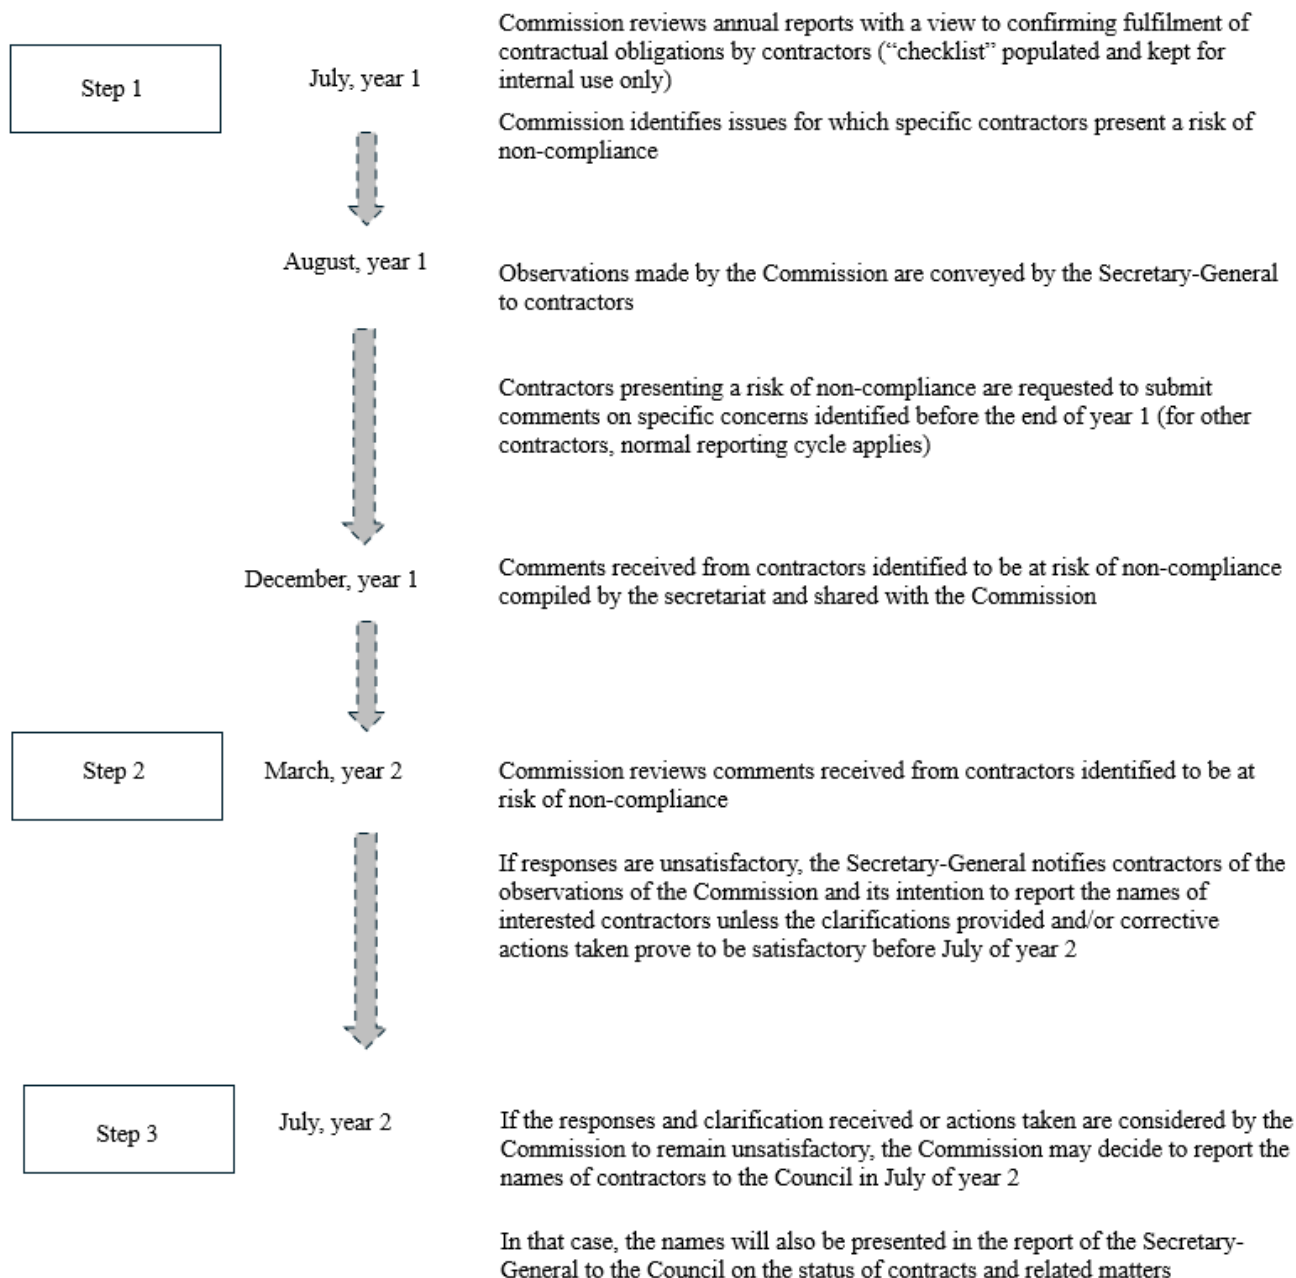 Commission reviews annual reports with a view to confirming fulfilment of
contractual obligations by contractors (“checklist” populated and kept for
internal use only)
Step 1
July, year 1
Commission identifies issues for which specific contractors present a risk of
non-compliance
August, year 1
Observations made by the Commission are conveyed by the Secretary-General
to contractors
Contractors presenting a risk of non-compliance are requested to submit
comments on specific concerns identified before the end of year 1 (for other
contractors, normal reporting cycle applies)
December, year 1
Comments received from contractors identified to be at risk of non-compliance
compiled by the secretariat and shared with the Commission
Step 2
March, year 2
Commission reviews comments received from contractors identified to be at
risk of non-compliance
If responses are unsatisfactory, the Secretary-General notifies contractors of the
observations of the Commission and its intention to report the names of
interested contractors unless the clarifications provided and/or corrective
actions taken prove to be satisfactory before July of year 2
Step 3
July, year 2
If the responses and clarification received or actions taken are considered by the
Commission to remain unsatisfactory, the Commission may decide to report the
names of contractors to the Council in July of year 2
In that case, the names will also be presented in the report of the Secretary-
General to the Council on the status of contracts and related matters